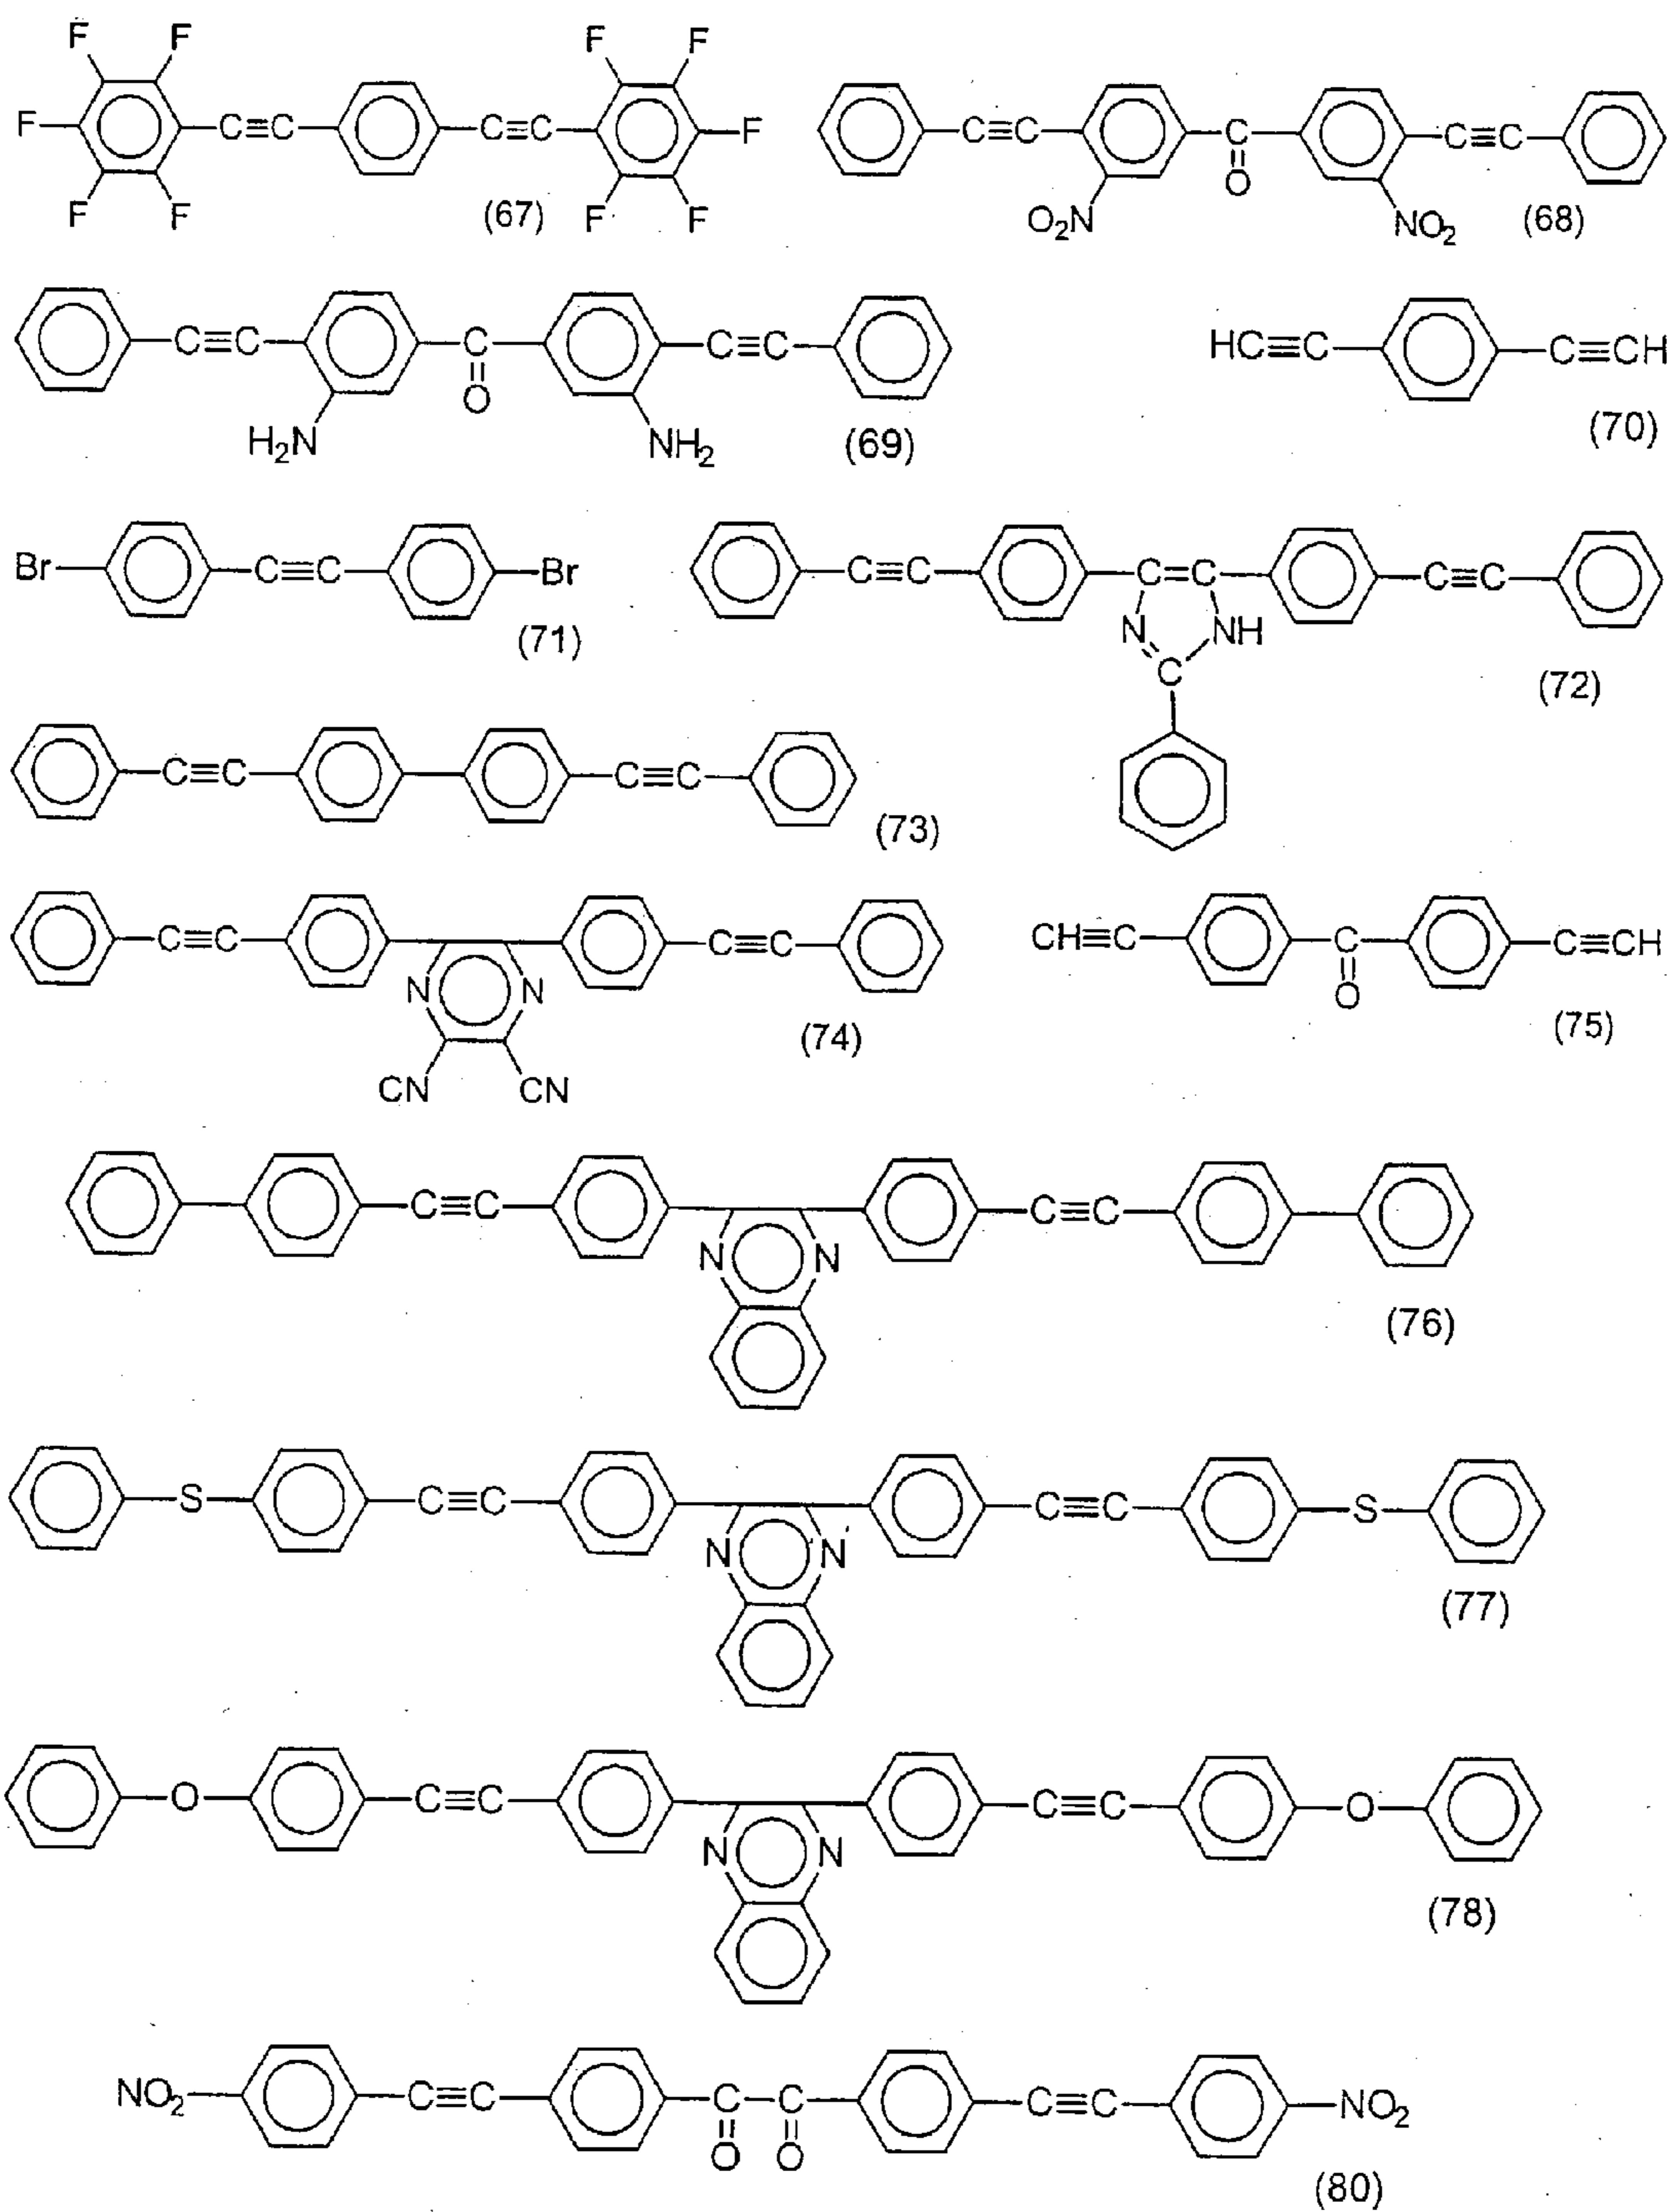 F F F F
F C≡C C≡C F C≡C C C≡C
F F (67) F F O₂N O NO₂ (68)
C≡C C C≡C HC≡C C≡CH
H₂N O NH₂ (69) (70)
Br C≡C Br C≡C C=C C≡C
(71) N NH
C (72)
C≡C C≡C
(73)
C≡C C≡C CH≡C C C≡CH
N N O
(74) (75)
CN CN
C≡C C≡C
N N
(76)
S C≡C C≡C S
N N
(77)
O C≡C C≡C O
N N
(78)
NO₂ C≡C C C C≡C NO₂
O O
(80)